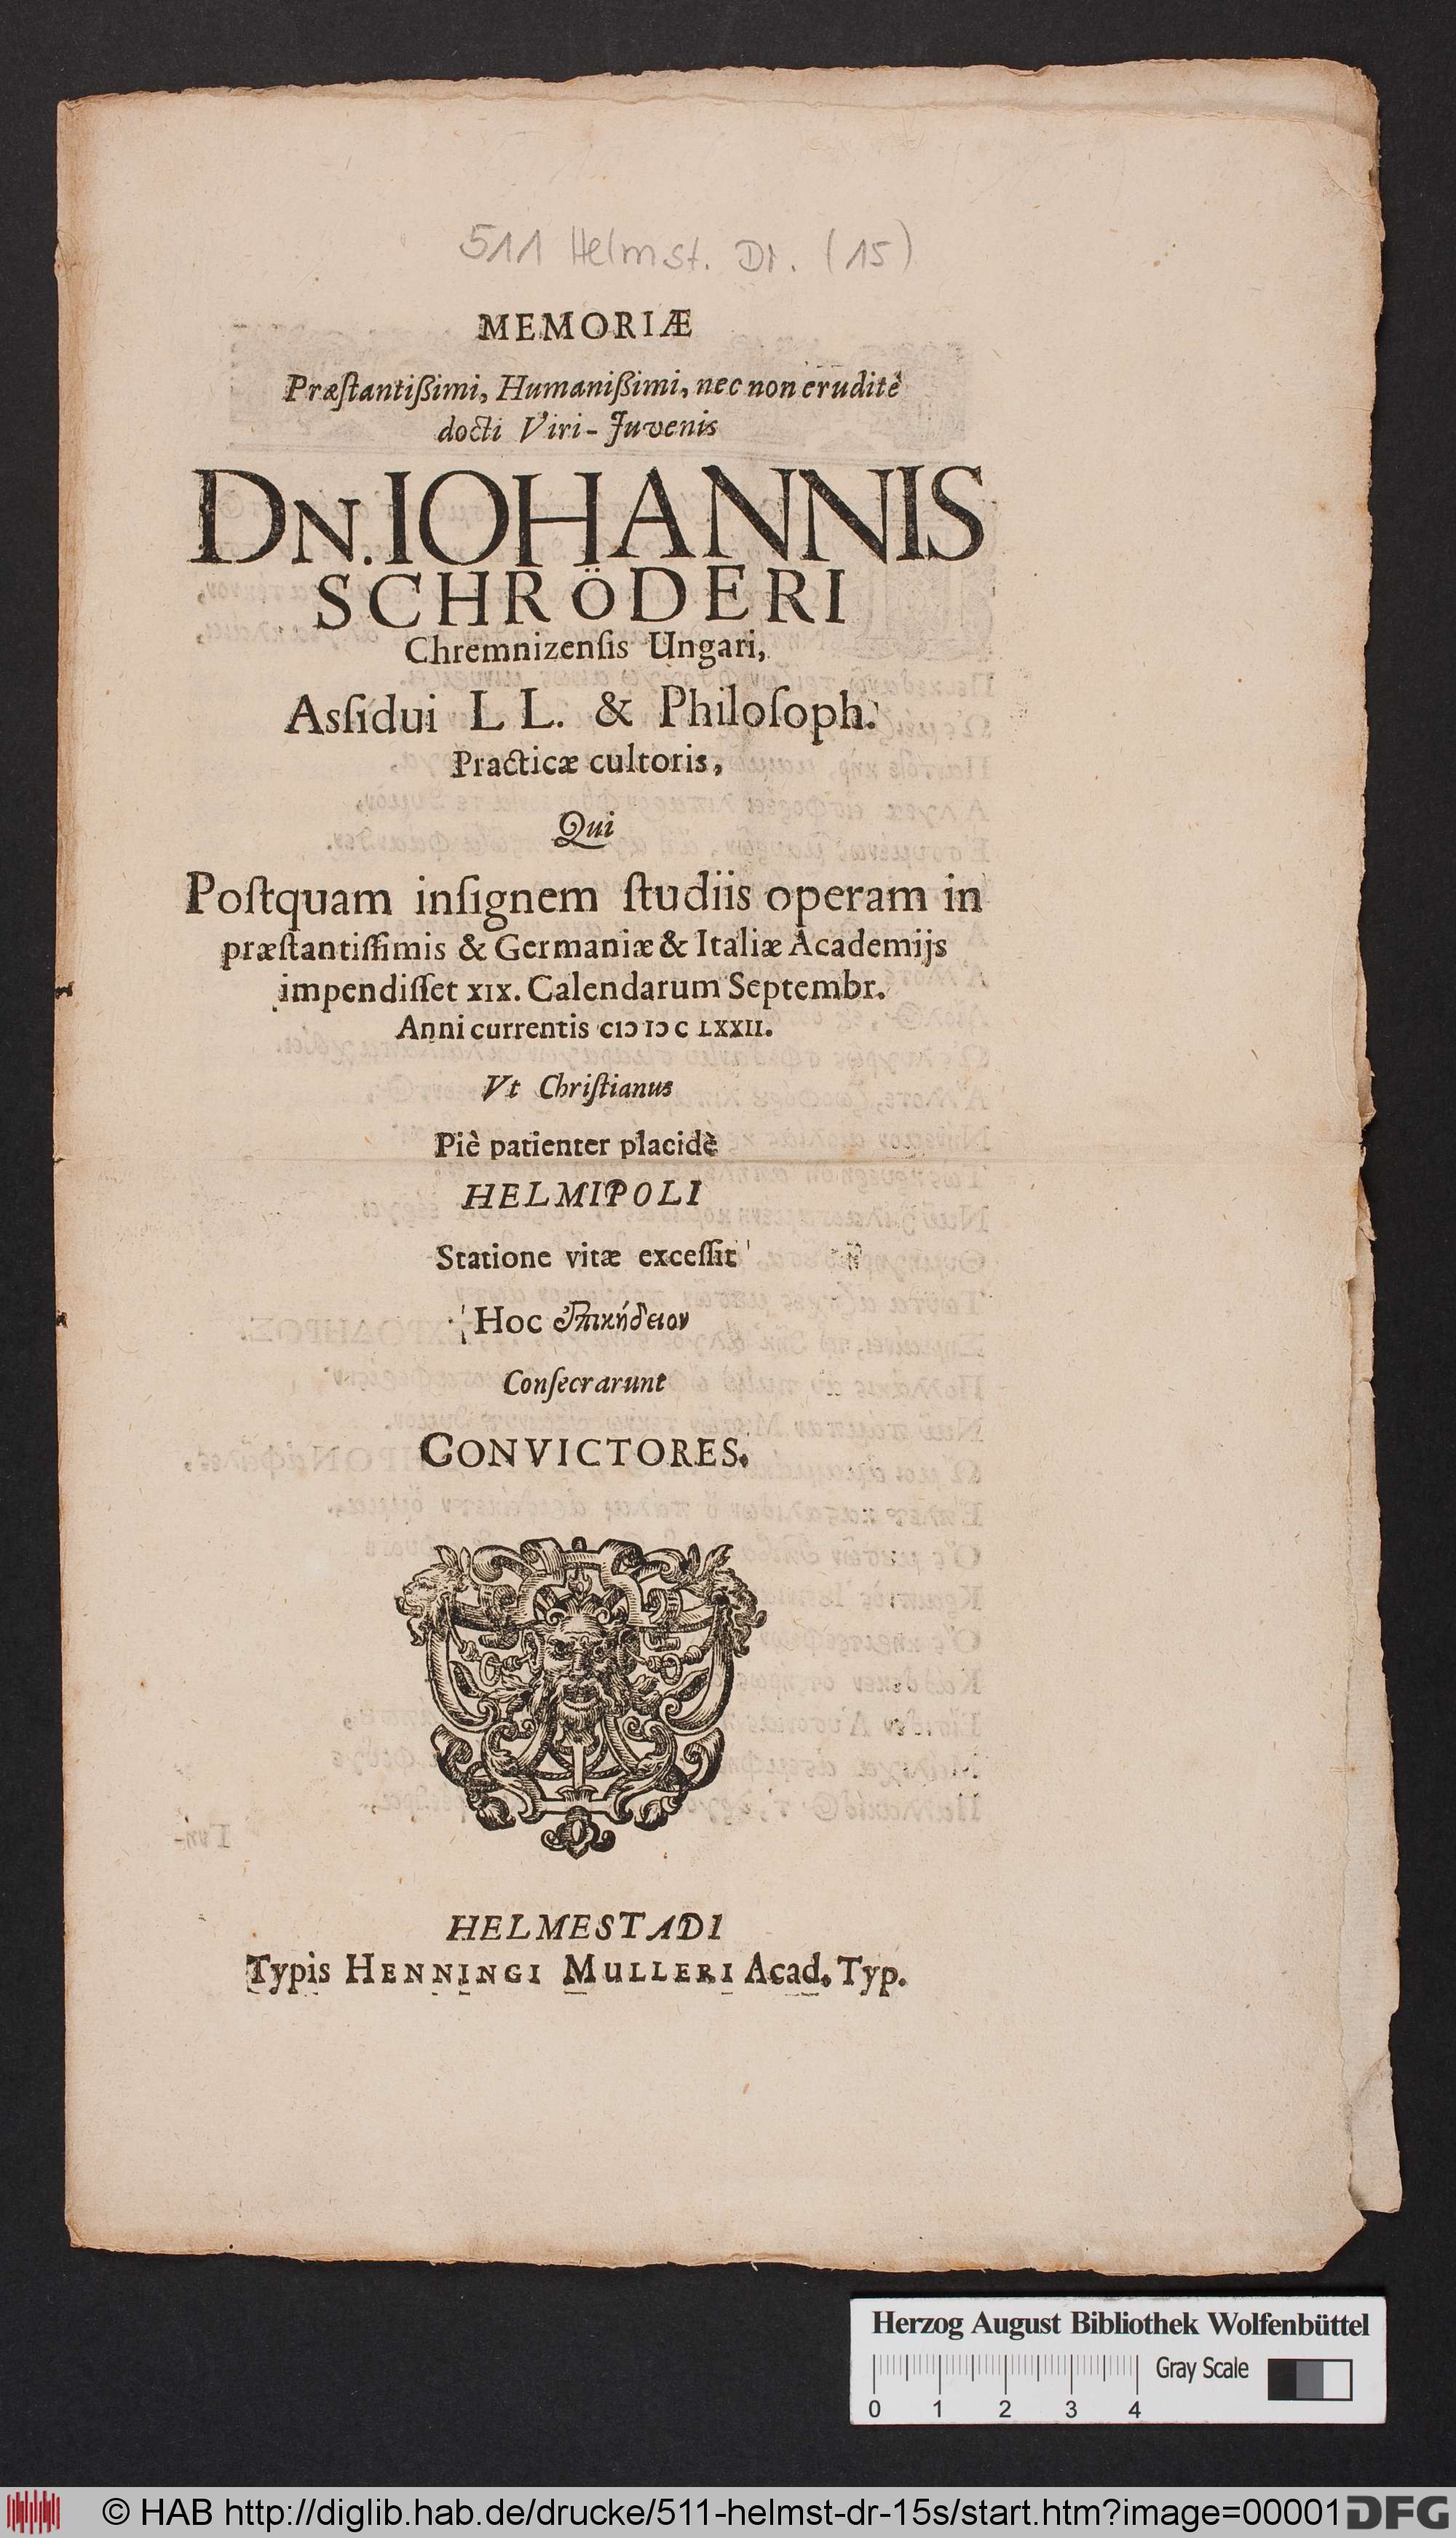 511 Helmst. Dr. (15)
MEMORIÆ
Præſtantißimi, Humanißimi, nec non eruditè
docti Viri-Juvenis
DN. IOHANNIS
SCHRöDERI
Chremnizenſis Ungari,
Asſidui LL. & Philoſoph.
Practicæ cultoris,
Qui
Poſtquam inſignem ſtudiis operam in
præſtantiſſimis & Germaniæ & Italiæ Academijs
impendiſſet XIX. Calendarum Septembr.
Anni currentis CIↃ IↃ C LXXII.
Vt Chriſtianus
Piè patienter placidè
HELMIPOLI
Statione vitæ exceſſit
Hoc Ἐπικήδειον
Conſecrarunt
CONVICTORES.
HELMESTADI
Typis HENNINGI MULLERI Acad. Typ.
Herzog August Bibliothek Wolfenbüttel
Gray Scale
0 1 2 3 4
© HAB http://diglib.hab.de/drucke/511-helmst-dr-15s/start.htm?image=00001
DFG